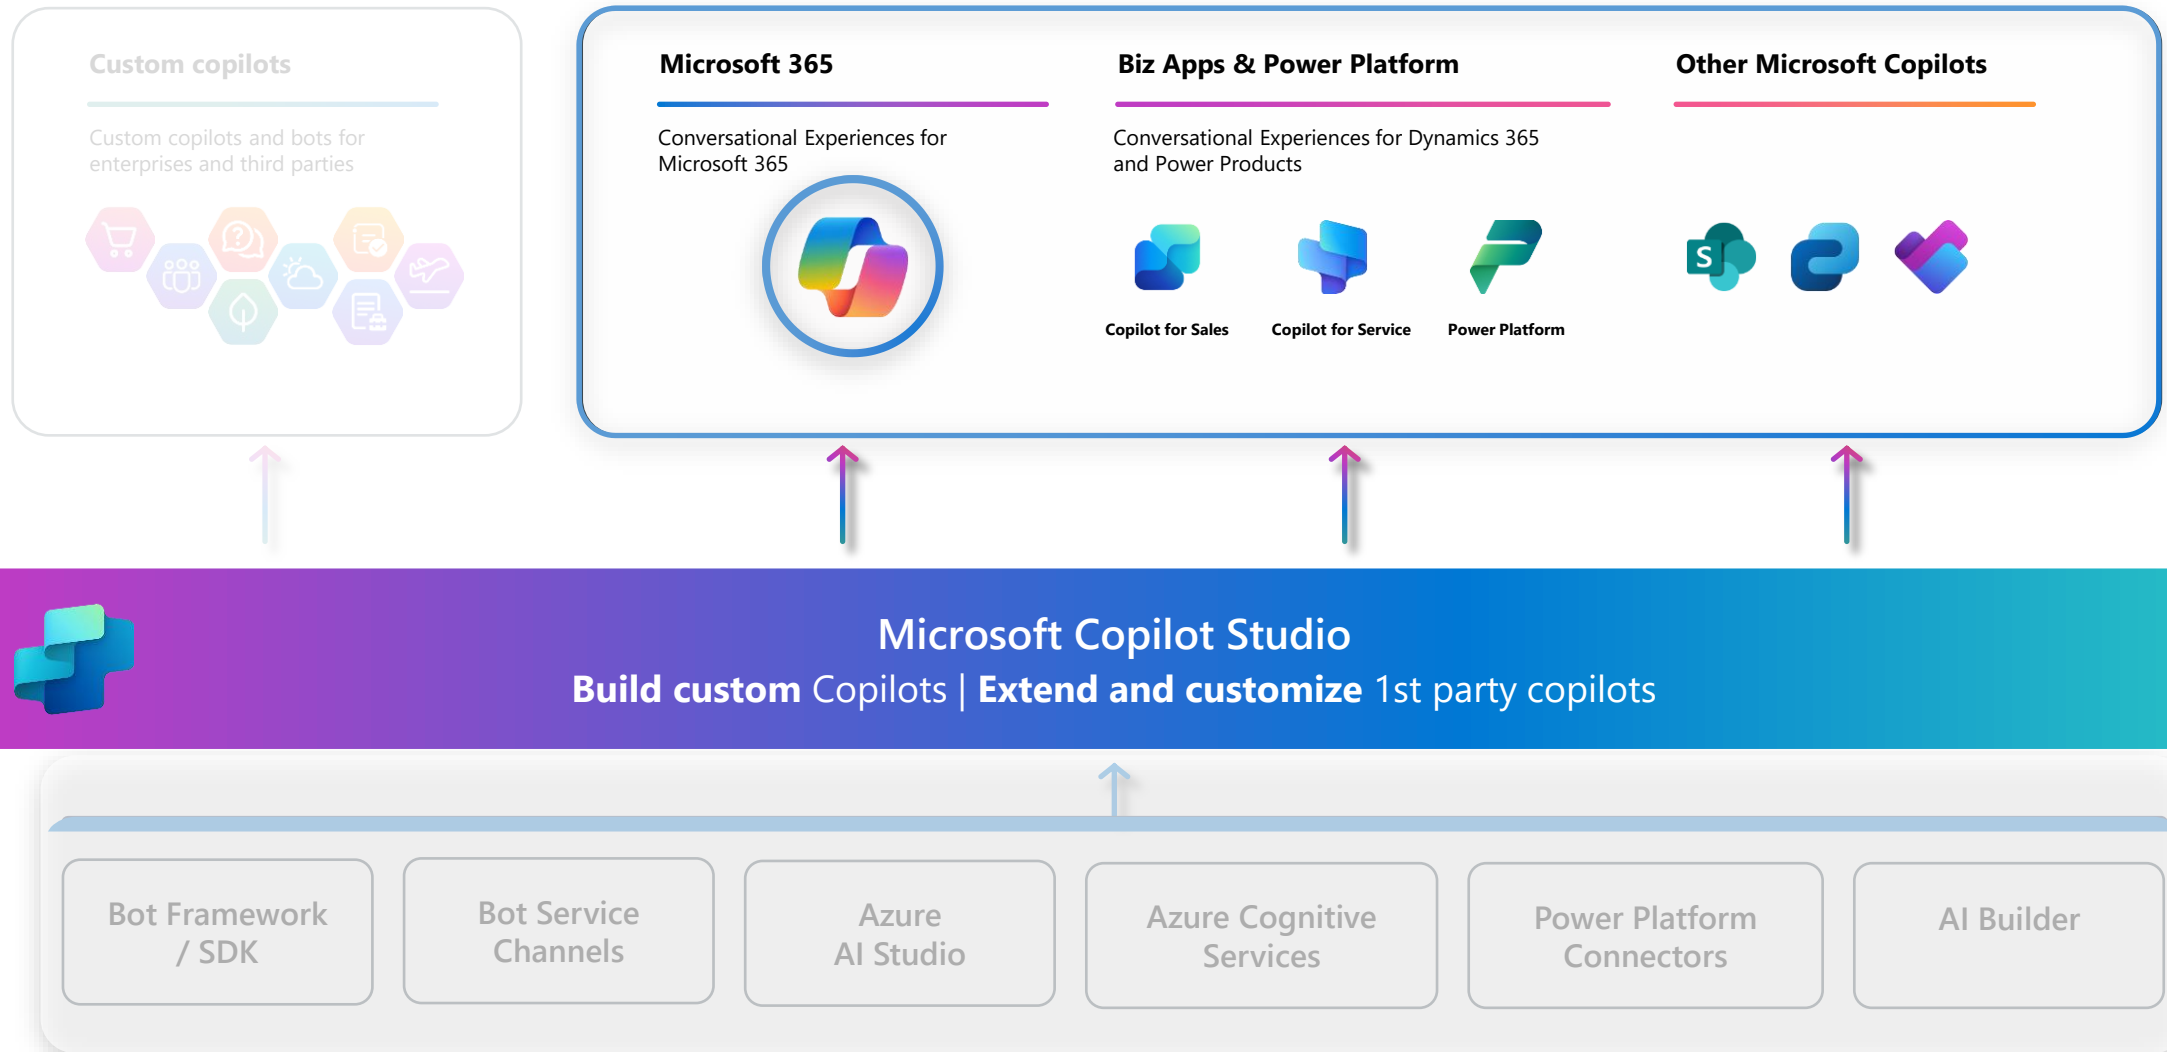 Custom copilots
Custom copilots and bots for
enterprises and third parties
Microsoft 365
Conversational Experiences for
Microsoft 365
Biz Apps & Power Platform
Conversational Experiences for Dynamics 365
and Power Products
Copilot for Sales
Copilot for Service
Power Platform
Other Microsoft Copilots
S
Microsoft Copilot Studio
Build custom Copilots | Extend and customize 1st party copilots
Bot Framework
/ SDK
Bot Service
Channels
Azure
AI Studio
Azure Cognitive
Services
Power Platform
Connectors
AI Builder